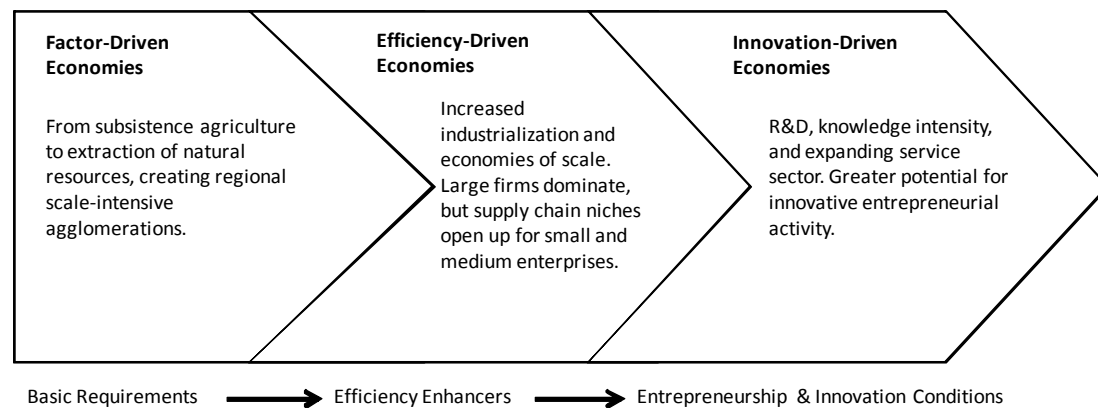 Factor-Driven
Economies
From subsistence agriculture
to extraction of natural
resources, creating regional
scale-intensive
agglomerations.
Efficiency-Driven
Economies
Increased
industrialization and
economies of scale.
Large firms dominate,
but supply chain niches
open up for small and
medium enterprises.
Innovation-Driven
Economies
R&D, knowledge intensity,
and expanding service
sector. Greater potential for
innovative entrepreneurial
activity.
Basic Requirements
Efficiency Enhancers
Entrepreneurship & Innovation Conditions